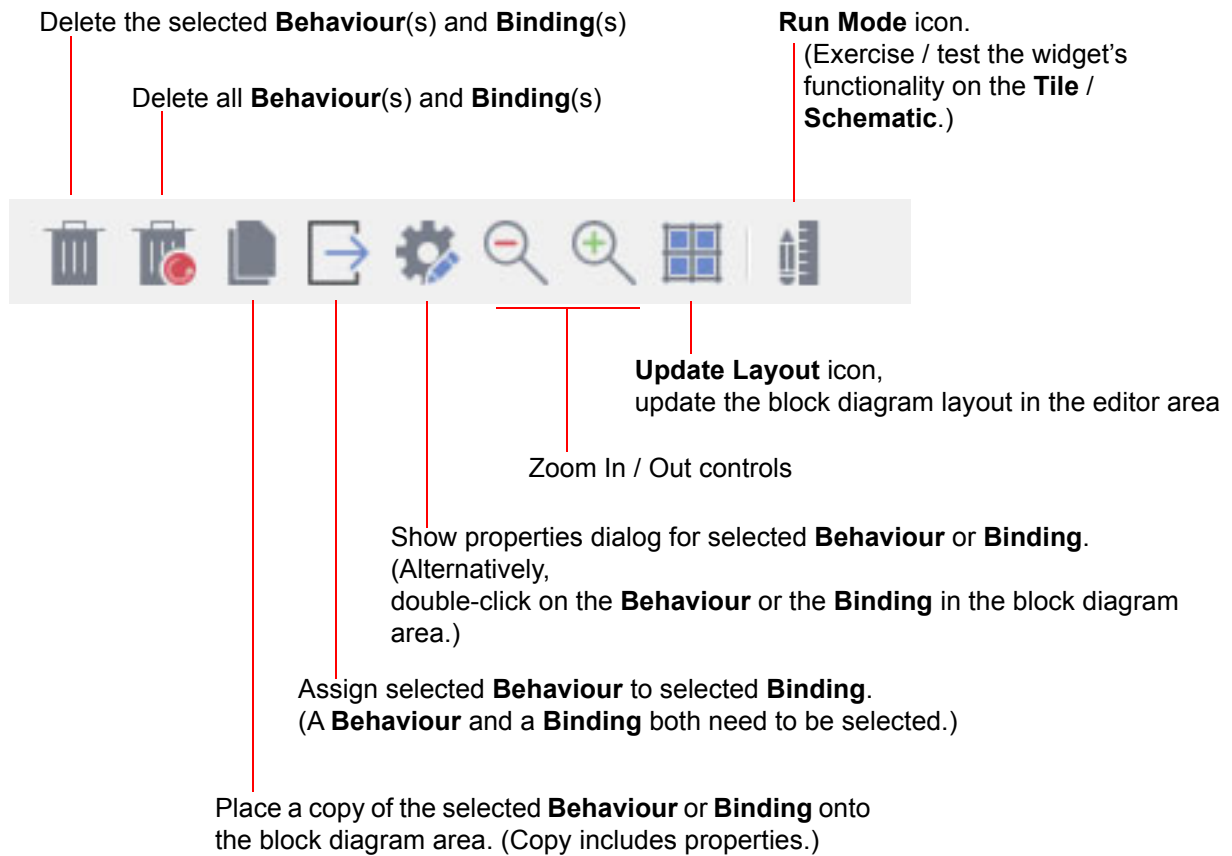 Delete the selected Behaviour(s) and Binding(s)
Delete all Behaviour(s) and Binding(s)
Run Mode icon.
(Exercise / test the widget's
functionality on the Tile /
Schematic.)
Update Layout icon,
update the block diagram layout in the editor area
Zoom In / Out controls
Show properties dialog for selected Behaviour or Binding.
(Alternatively,
double-click on the Behaviour or the Binding in the block diagram
area.)
Assign selected Behaviour to selected Binding.
(A Behaviour and a Binding both need to be selected.)
Place a copy of the selected Behaviour or Binding onto
the block diagram area. (Copy includes properties.)